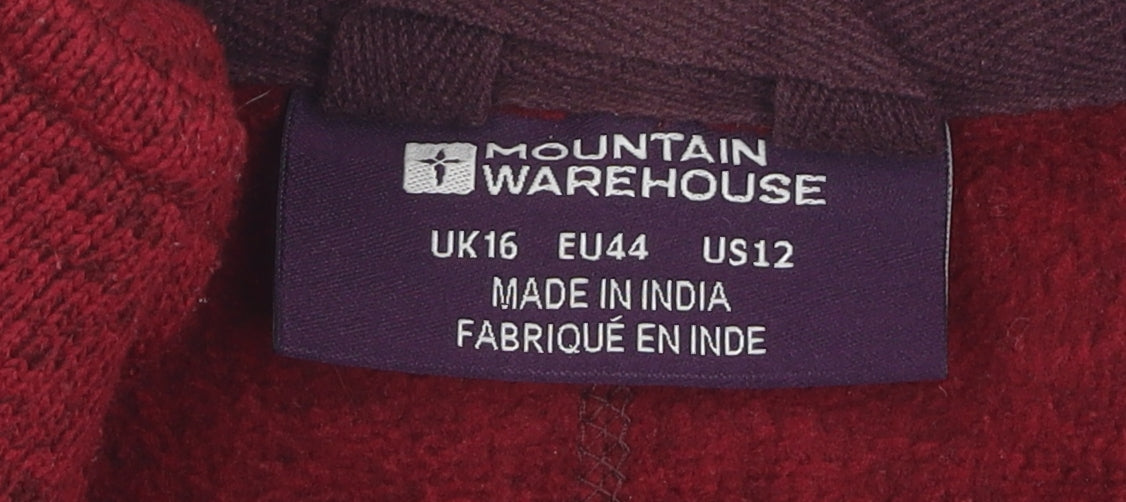 MOUNTAIN
WAREHOUSE
UK16 EU44 US12
MADE IN INDIA
FABRIQUÉ EN INDE